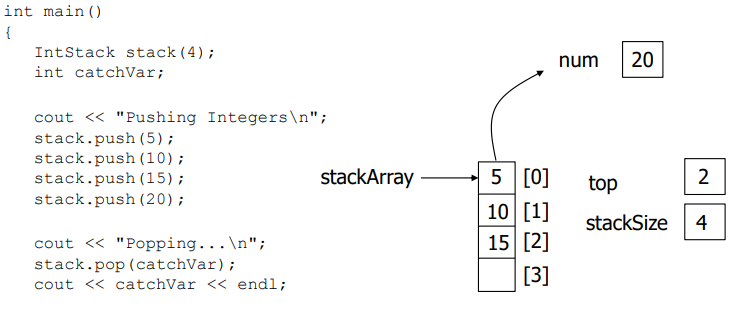 int main()
{
IntStack stack(4);
int catchVar;
cout << "Pushing Integers\n";
stack.push(5);
stack.push(10);
stack.push(15);
stack.push(20);
cout << "Popping...\n";
stack.pop(catchVar);
cout << catchVar << endl;
num 20
stackArray 5 [0]
10 [1]
15 [2]
[3]
top 2
stackSize 4